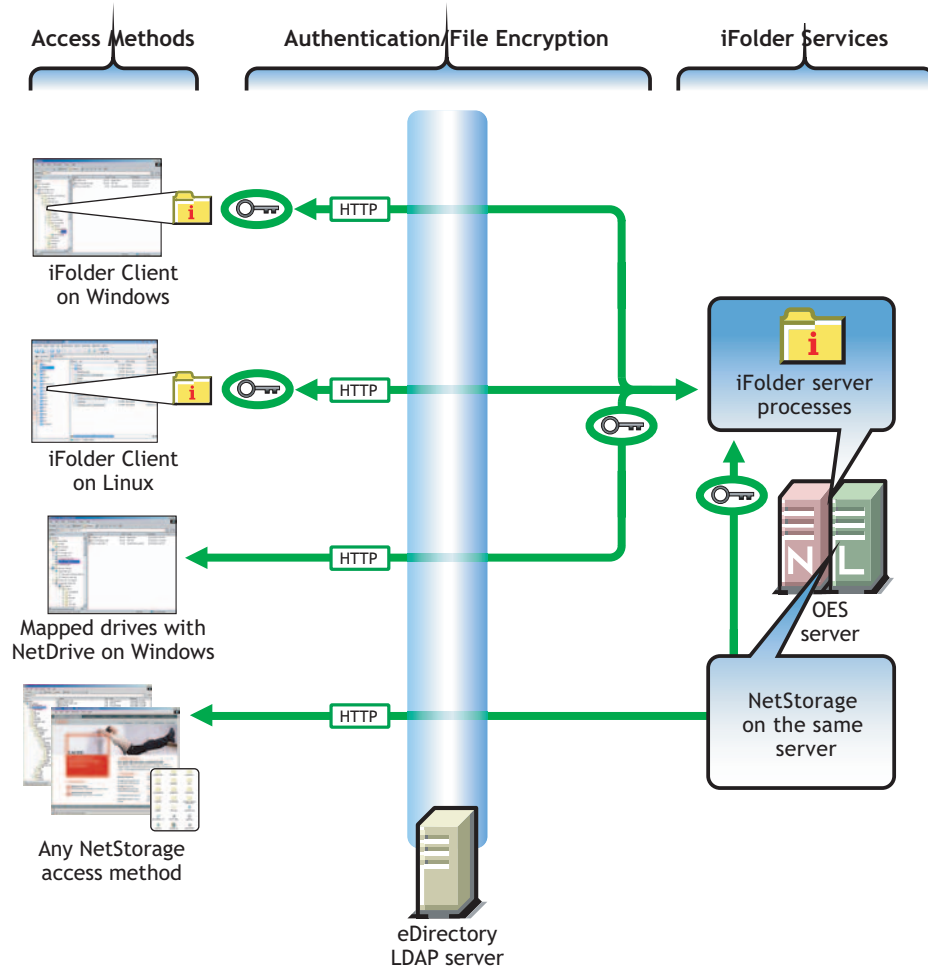 Access Methods
Authentication/File Encryption
iFolder Services
i
HTTP
iFolder Client
on Windows
i
iFolder server
processes
i
HTTP
iFolder Client
on Linux
HTTP
Mapped drives with
NetDrive on Windows
N L
OES
server
HTTP
NetStorage
on the same
server
Any NetStorage
access method
eDirectory
LDAP server